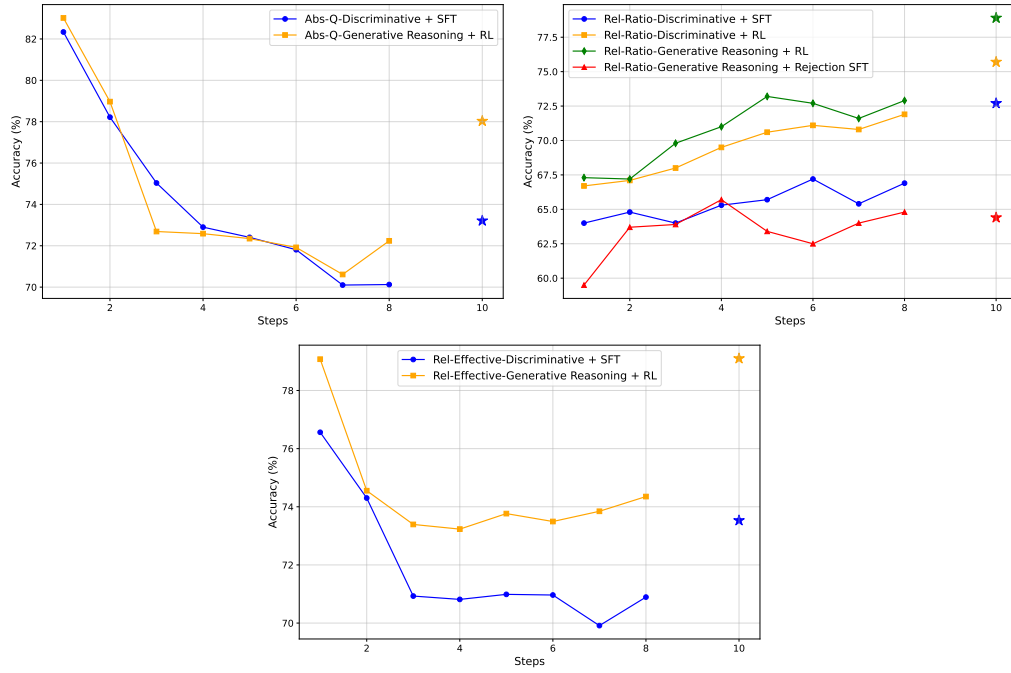 Abs-Q-Discriminative + SFT
Abs-Q-Generative Reasoning + RL
82
80
78
76
74
72
70
Accuracy (%)
2
4
6
8
10
Steps
Rel-Ratio-Discriminative + SFT
Rel-Ratio-Discriminative + RL
Rel-Ratio-Generative Reasoning + RL
Rel-Ratio-Generative Reasoning + Rejection SFT
77.5
75.0
72.5
70.0
67.5
65.0
62.5
60.0
Accuracy (%)
2
4
6
8
10
Steps
Rel-Effective-Discriminative + SFT
Rel-Effective-Generative Reasoning + RL
78
76
74
72
70
Accuracy (%)
2
4
6
8
10
Steps